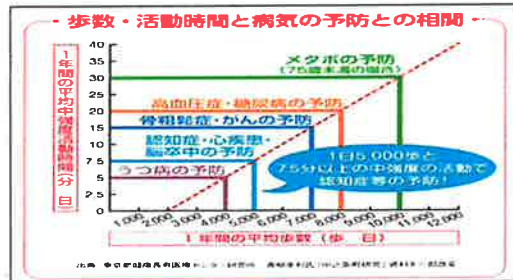 歩数・活動時間と病気の予防との相関
1年間の平均中強度活動時間(分 日)
40
35
30
25
20
15
10
7.5
5
0
メタボの予防
(75歳未満の場合)
高血圧症・糖尿病の予防
骨粗鬆症・がんの予防
認知症・心疾患・
脳卒中の予防
うつ病の予防
1日5,000歩と
7.5分以上の中強度の活動で
認知症等の予防!
1,000
2,000
3,000
4,000
5,000
6,000
7,000
8,000
9,000
10,000
11,000
12,000
1年間の平均歩数(歩 日)